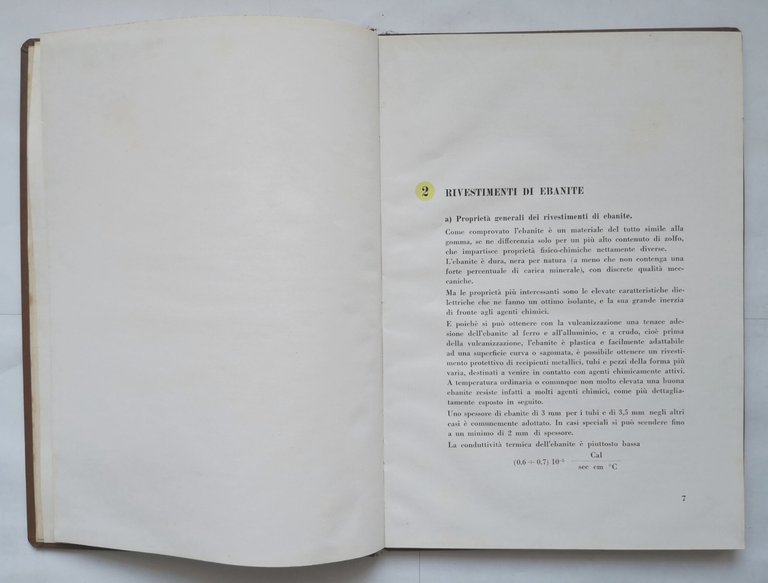 2 RIVESTIMENTI DI EBANITE
a) Proprietà generali dei rivestimenti di ebanite.
Come comprovato l'ebanite è un materiale del tutto simile alla
gomma, se ne differenzia solo per un più alto contenuto di zolfo,
che impartisce proprietà fisico-chimiche nettamente diverse.
L'ebanite è dura, nera per natura (a meno che non contenga una
forte percentuale di carica minerale), con discrete qualità mec-
caniche.
Ma le proprietà più interessanti sono le elevate caratteristiche die-
lettriche che ne fanno un ottimo isolante, e la sua grande inerzia
di fronte agli agenti chimici.
E poichè si può ottenere con la vulcanizzazione una tenace ade-
sione dell'ebanite al ferro e all'alluminio, e a crudo, cioè prima
della vulcanizzazione, l'ebanite è plastica e facilmente adattabile
ad una superficie curva o sagomata, è possibile ottenere un rivesti-
mento protettivo di recipienti metallici, tubi e pezzi della forma più
varia, destinati a venire in contatto con agenti chimicamente attivi.
A temperatura ordinaria o comunque non molto elevata una buona
ebanite resiste infatti a molti agenti chimici, come più dettaglia-
tamente esposto in seguito.
Uno spessore di ebanite di 3 mm per i tubi e di 3,5 mm negli altri
casi è comunemente adottato. In casi speciali si può scendere fino
a un minimo di 2 mm di spessore.
La conduttività termica dell'ebanite è piuttosto bassa
Cal
(0,6 ÷ 0,7) 10⁻³
sec cm °C
7